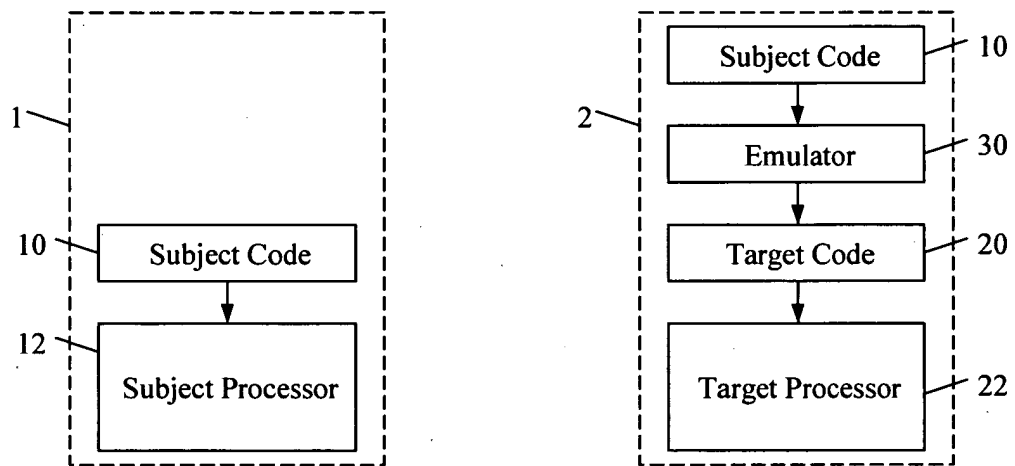 1
10
Subject Code
12
Subject Processor
2
Subject Code
10
Emulator
30
Target Code
20
Target Processor
22